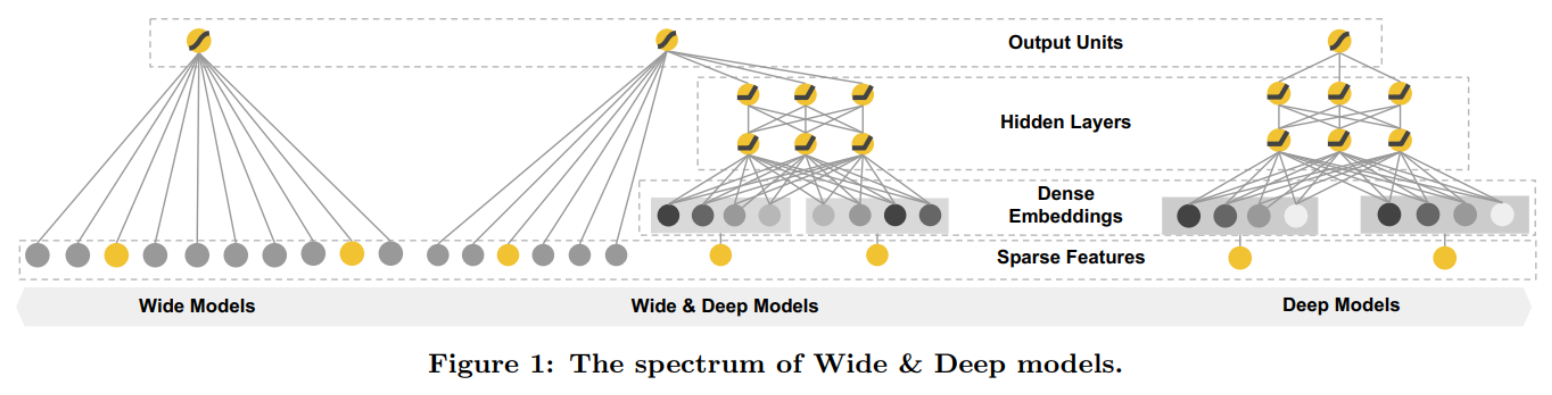 Output Units
Hidden Layers
Dense
Embeddings
Sparse Features
Wide Models
Wide & Deep Models
Deep Models
Figure 1: The spectrum of Wide & Deep models.